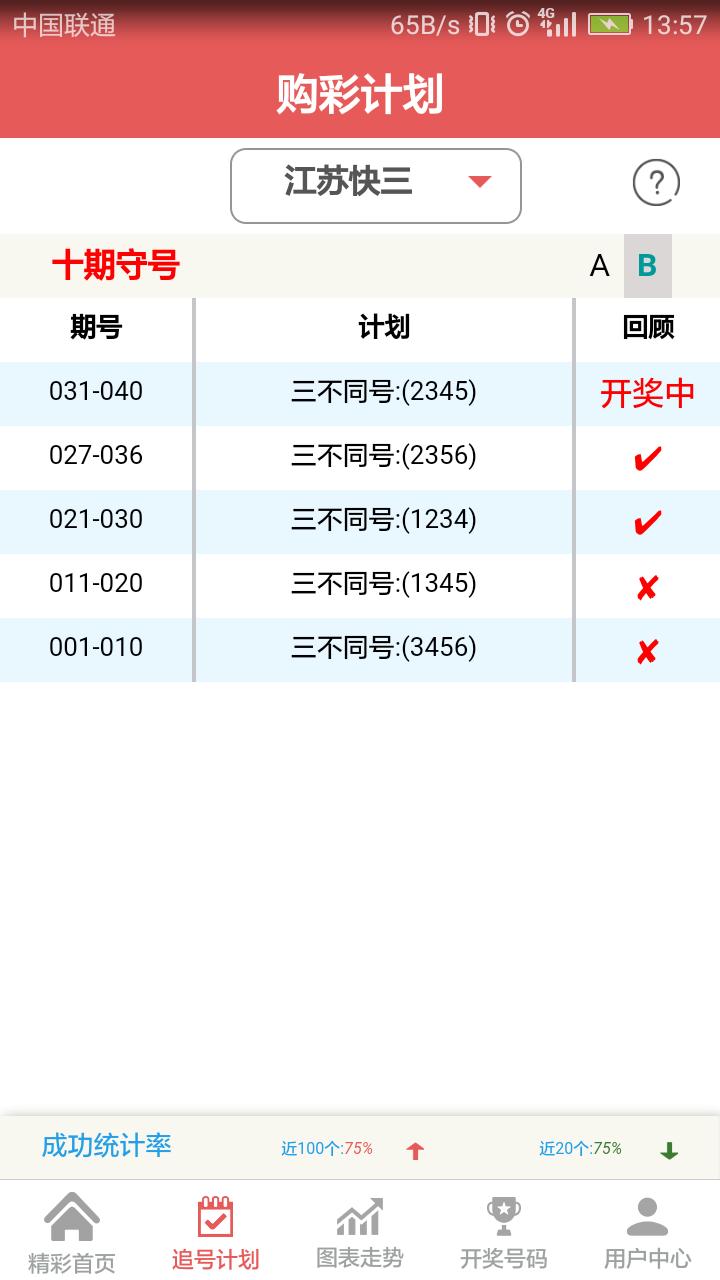 中国联通 65B/s 4G 13:57
购彩计划
江苏快三 ?
十期守号 A B
期号 计划 回顾
031-040 三不同号:(2345) 开奖中
027-036 三不同号:(2356) ✔
021-030 三不同号:(1234) ✔
011-020 三不同号:(1345) ✘
001-010 三不同号:(3456) ✘
成功统计率 近100个:75% 近20个:75%
精彩首页 追号计划 图表走势 开奖号码 用户中心